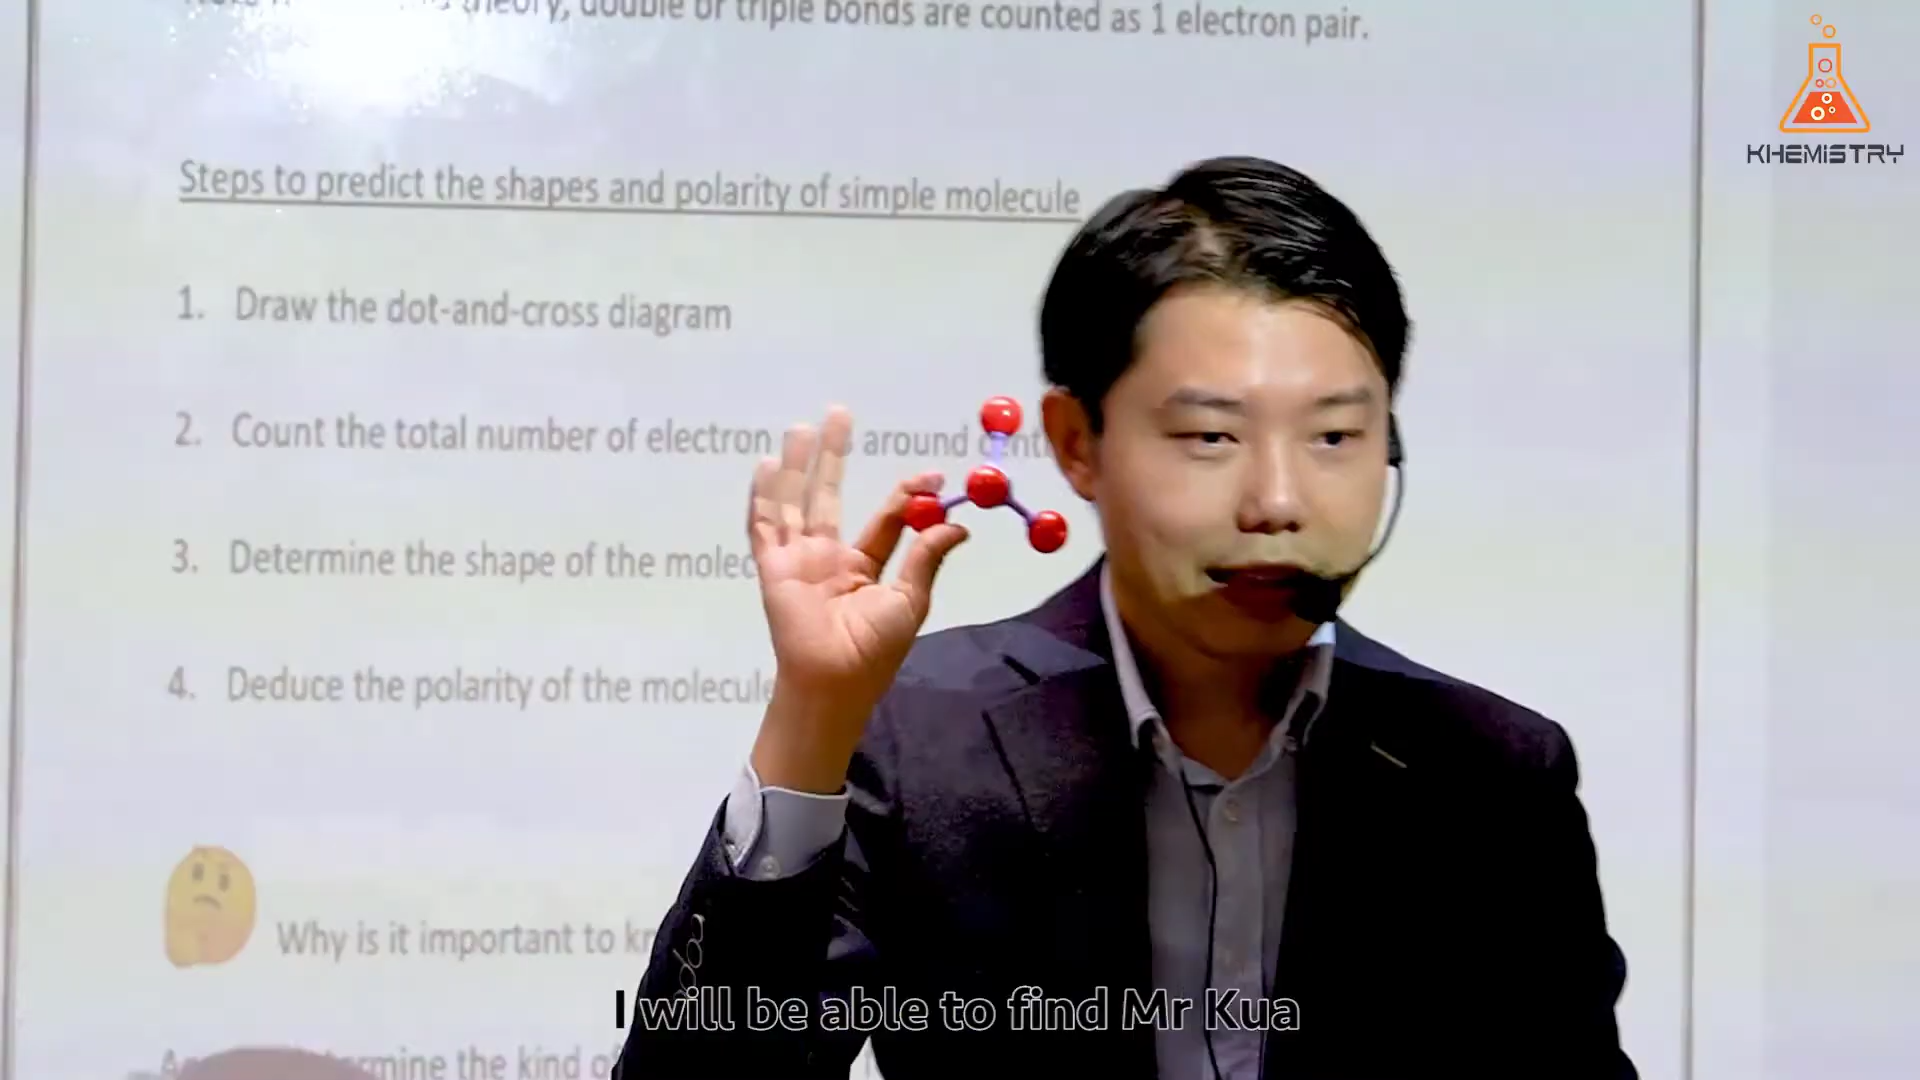 theory, double or triple bonds are counted as 1 electron pair.
KHEMiSTRY
Steps to predict the shapes and polarity of simple molecule
1. Draw the dot-and-cross diagram
2. Count the total number of electron around
3. Determine the shape of the molec
4. Deduce the polarity of the molecule
Why is it important to kn
I will be able to find Mr Kua
mine the kind of